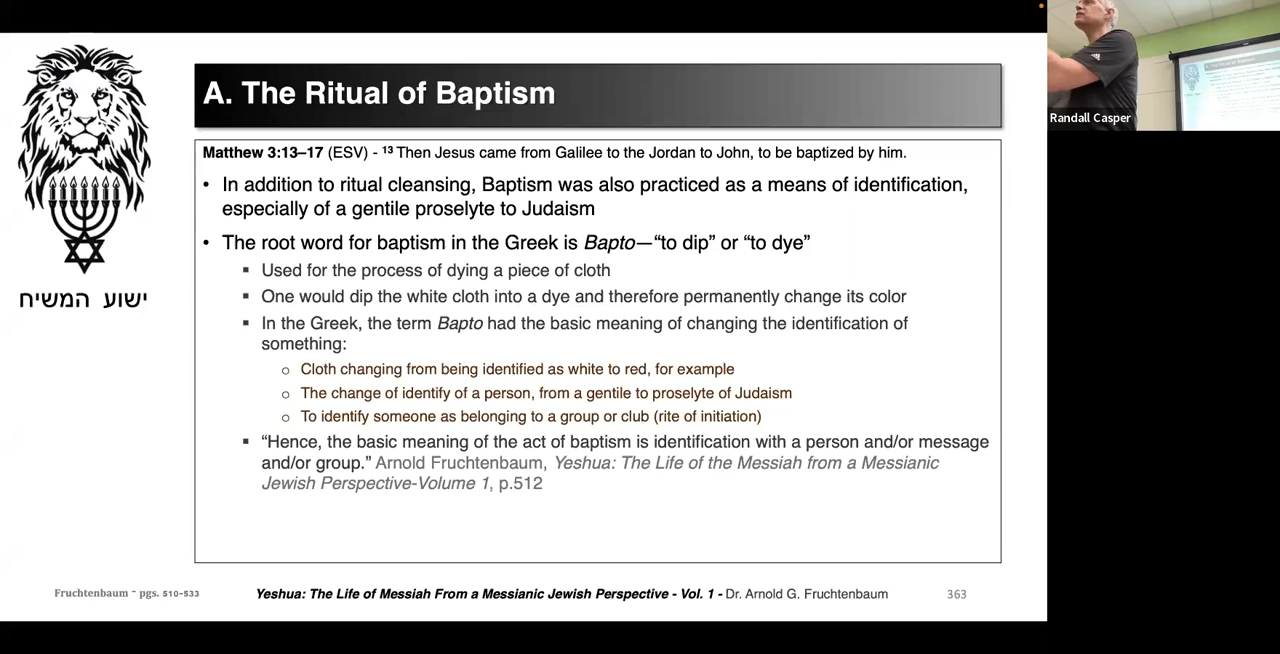 A. The Ritual of Baptism
Matthew 3:13–17 (ESV) - 13 Then Jesus came from Galilee to the Jordan to John, to be baptized by him.
• In addition to ritual cleansing, Baptism was also practiced as a means of identification,
especially of a gentile proselyte to Judaism
• The root word for baptism in the Greek is Bapto—“to dip” or “to dye”
▪ Used for the process of dying a piece of cloth
▪ One would dip the white cloth into a dye and therefore permanently change its color
▪ In the Greek, the term Bapto had the basic meaning of changing the identification of
something:
○ Cloth changing from being identified as white to red, for example
○ The change of identify of a person, from a gentile to proselyte of Judaism
○ To identify someone as belonging to a group or club (rite of initiation)
▪ “Hence, the basic meaning of the act of baptism is identification with a person and/or message
and/or group.” Arnold Fruchtenbaum, Yeshua: The Life of the Messiah from a Messianic
Jewish Perspective-Volume 1, p.512
ישוע המשיח
Fruchtenbaum - pgs. 510-533
Yeshua: The Life of Messiah From a Messianic Jewish Perspective - Vol. 1 - Dr. Arnold G. Fruchtenbaum
363
Randall Casper